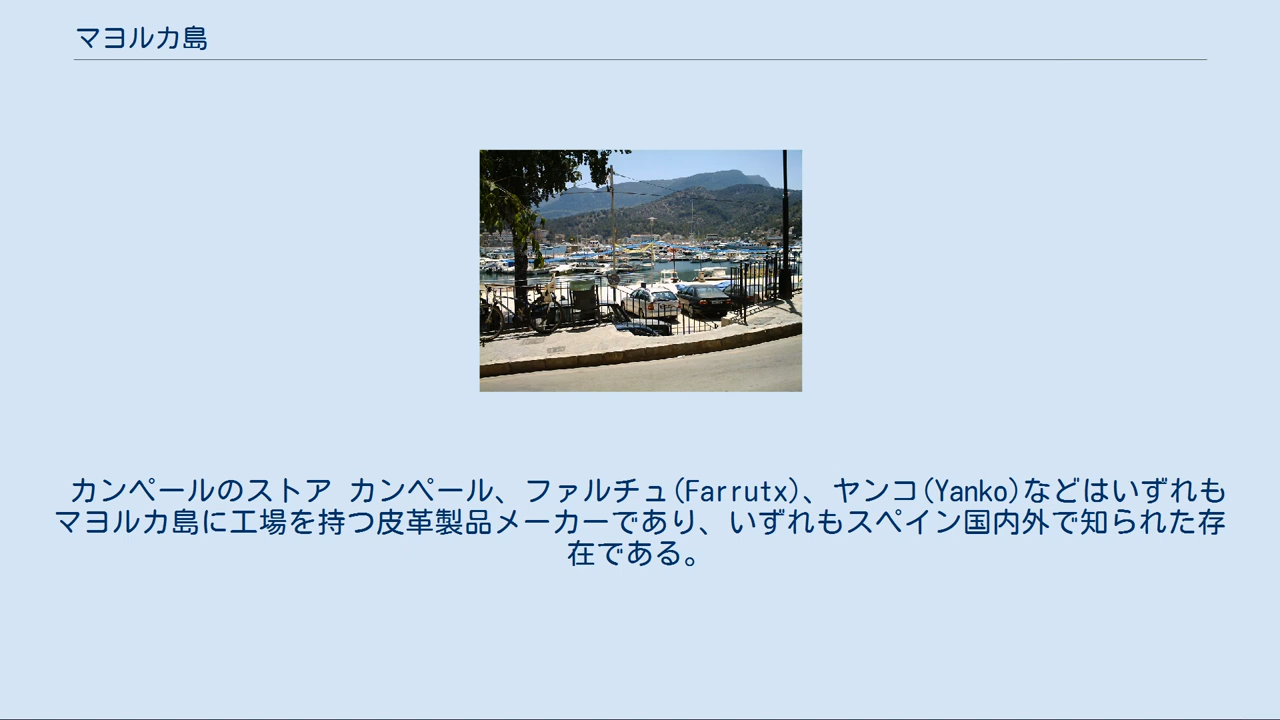 マヨルカ島
カンペールのストア カンペール、ファルチュ(Farrutx)、ヤンコ(Yanko)などはいずれも
マヨルカ島に工場を持つ皮革製品メーカーであり、いずれもスペイン国内外で知られた存
在である。